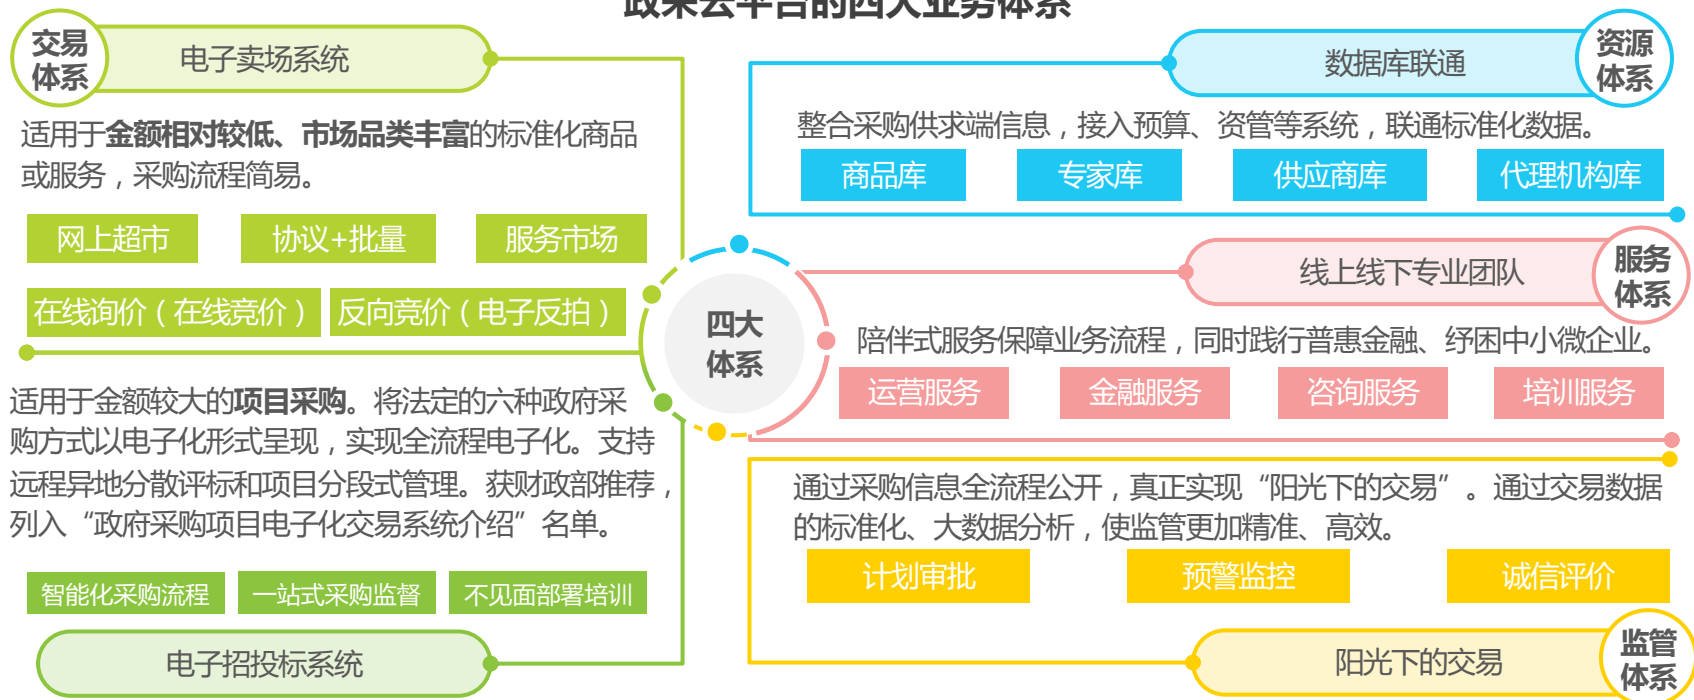 政采云平台的四大业务体系
交易
体系
电子卖场系统
适用于金额相对较低、市场品类丰富的标准化商品
或服务，采购流程简易。
网上超市
协议+批量
服务市场
在线询价（在线竞价）
反向竞价（电子反拍）
适用于金额较大的项目采购。将法定的六种政府采
购方式以电子化形式呈现，实现全流程电子化。支持
远程异地分散评标和项目分段式管理。获财政部推荐，
列入“政府采购项目电子化交易系统介绍”名单。
智能化采购流程
一站式采购监督
不见面部署培训
电子招投标系统
四大
体系
数据库联通
资源
体系
整合采购供求端信息，接入预算、资管等系统，联通标准化数据。
商品库
专家库
供应商库
代理机构库
线上线下专业团队
服务
体系
陪伴式服务保障业务流程，同时践行普惠金融、纾困中小微企业。
运营服务
金融服务
咨询服务
培训服务
通过采购信息全流程公开，真正实现“阳光下的交易”。通过交易数据
的标准化、大数据分析，使监管更加精准、高效。
计划审批
预警监控
诚信评价
阳光下的交易
监管
体系